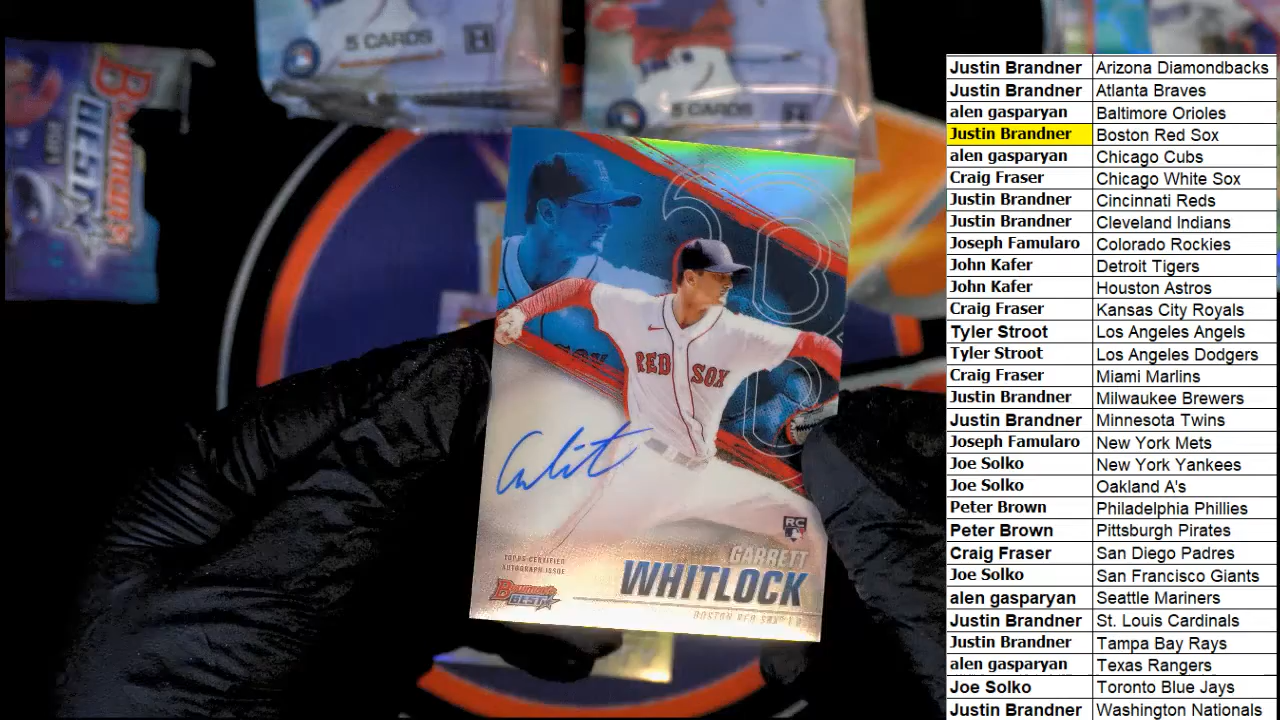 5 CARDS
H
5 CARDS
H
Bowman's
BEST
RED SOX
RC
TOPPS CERTIFIED
AUTOGRAPH ISSUE
GARRETT
WHITLOCK
Bowman's
BEST
BOSTON RED SOX
Justin Brandner Arizona Diamondbacks
Justin Brandner Atlanta Braves
alen gasparyan Baltimore Orioles
Justin Brandner Boston Red Sox
alen gasparyan Chicago Cubs
Craig Fraser Chicago White Sox
Justin Brandner Cincinnati Reds
Justin Brandner Cleveland Indians
Joseph Famularo Colorado Rockies
John Kafer Detroit Tigers
John Kafer Houston Astros
Craig Fraser Kansas City Royals
Tyler Stroot Los Angeles Angels
Tyler Stroot Los Angeles Dodgers
Craig Fraser Miami Marlins
Justin Brandner Milwaukee Brewers
Justin Brandner Minnesota Twins
Joseph Famularo New York Mets
Joe Solko New York Yankees
Joe Solko Oakland A's
Peter Brown Philadelphia Phillies
Peter Brown Pittsburgh Pirates
Craig Fraser San Diego Padres
Joe Solko San Francisco Giants
alen gasparyan Seattle Mariners
Justin Brandner St. Louis Cardinals
Justin Brandner Tampa Bay Rays
alen gasparyan Texas Rangers
Joe Solko Toronto Blue Jays
Justin Brandner Washington Nationals